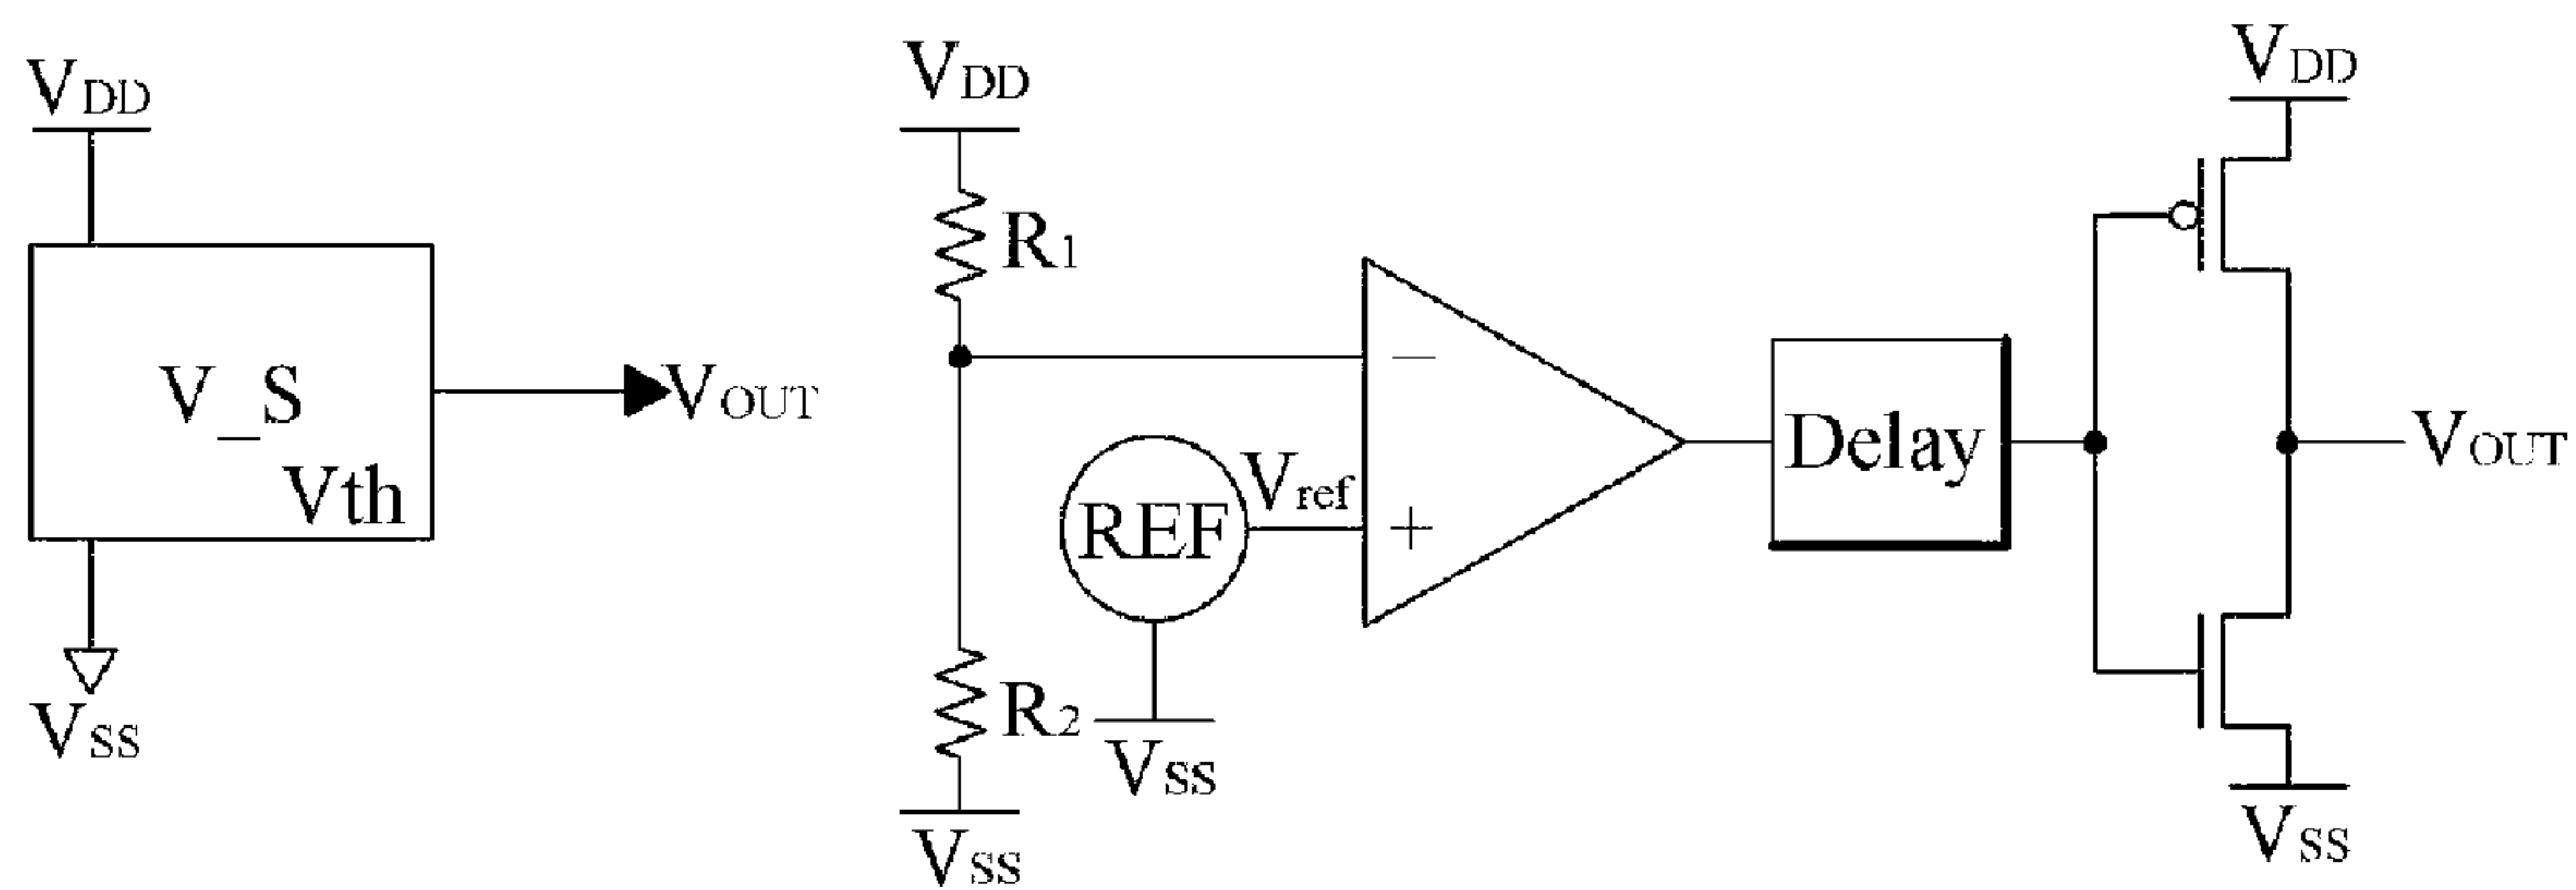 VDD
V_S
Vth
VOUT
VSS
VDD
R1
R2
VSS
REF
Vref
VSS
−
+
Delay
VDD
VOUT
VSS